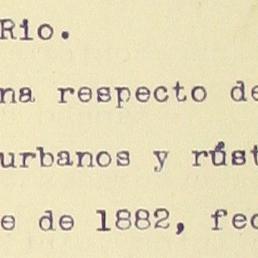 Rio.
na respecto de
urbanos y rúst
e de 1882, fec